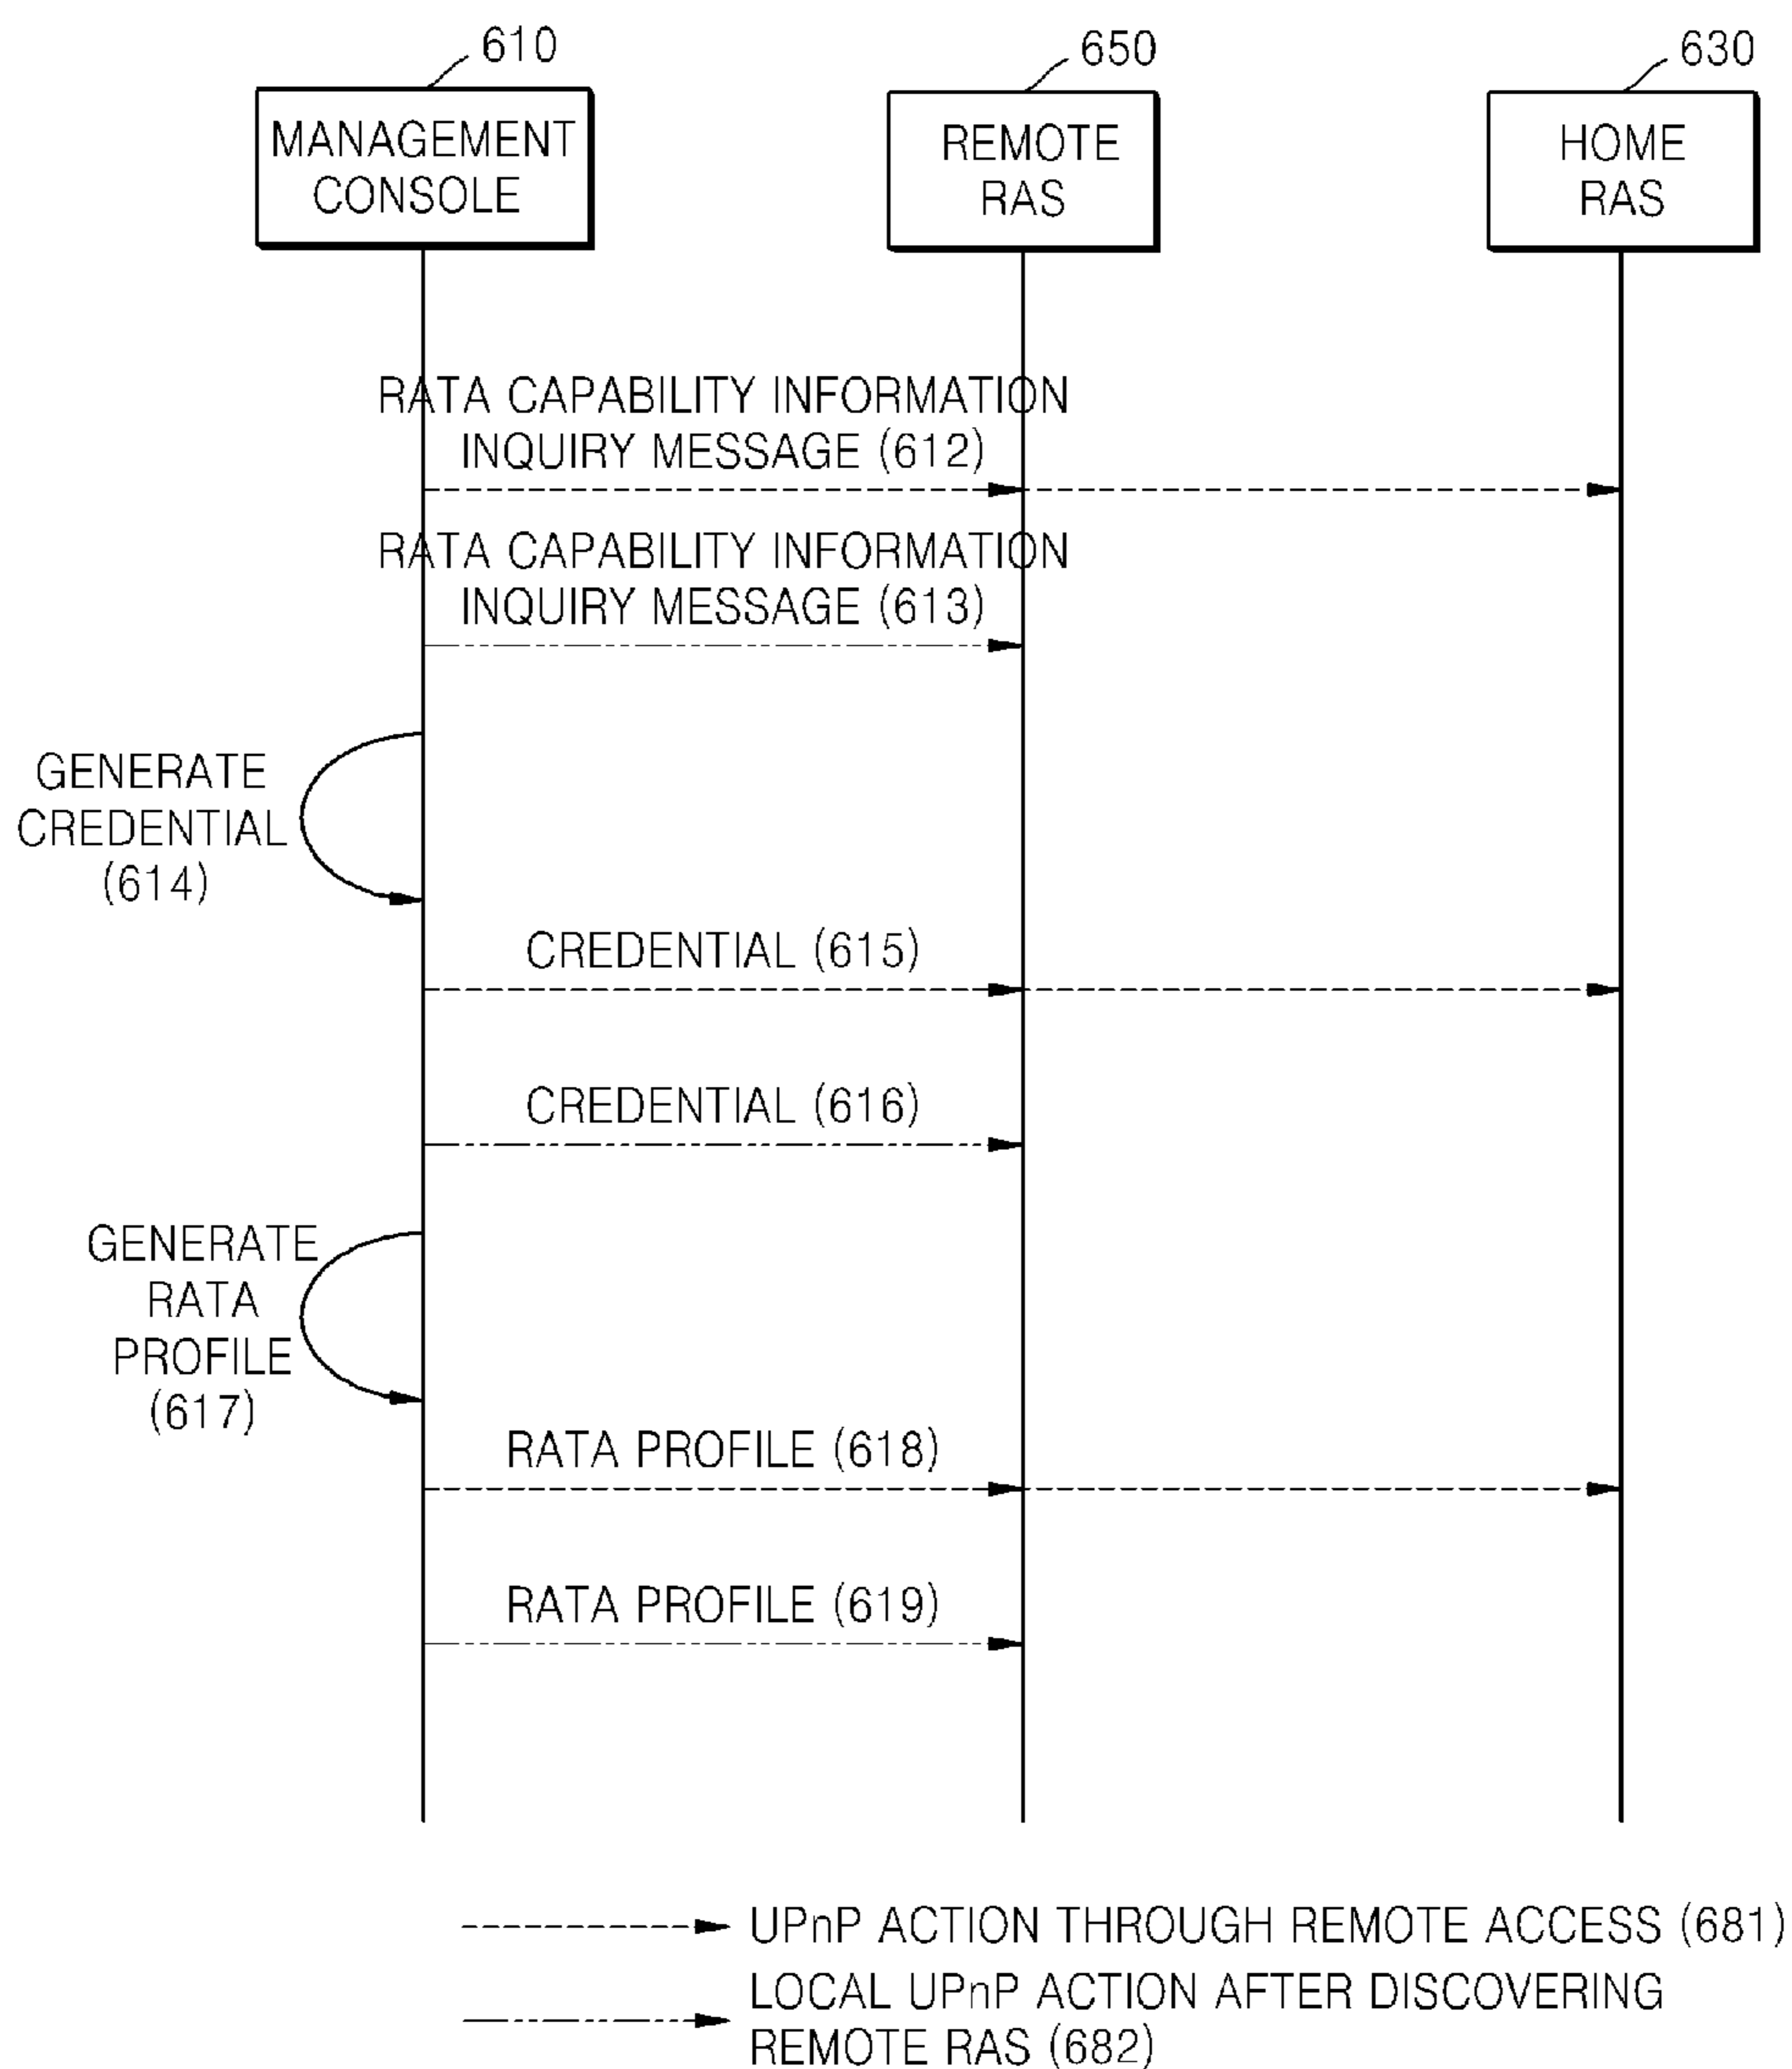 610
650
630
MANAGEMENT
CONSOLE
REMOTE
RAS
HOME
RAS
RATA CAPABILITY INFORMATION
INQUIRY MESSAGE (612)
RATA CAPABILITY INFORMATION
INQUIRY MESSAGE (613)
GENERATE
CREDENTIAL
(614)
CREDENTIAL (615)
CREDENTIAL (616)
GENERATE
RATA
PROFILE
(617)
RATA PROFILE (618)
RATA PROFILE (619)
UPnP ACTION THROUGH REMOTE ACCESS (681)
LOCAL UPnP ACTION AFTER DISCOVERING
REMOTE RAS (682)